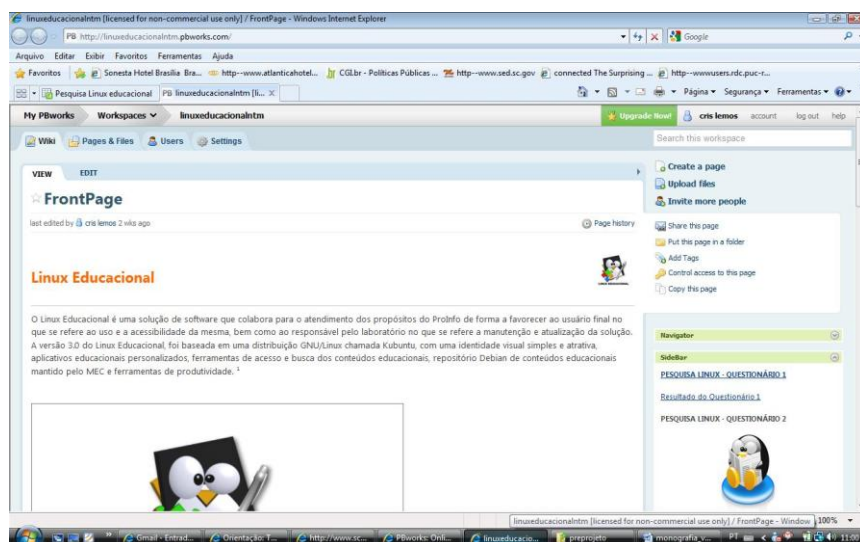 linuxeducacionalntm [licensed for non-commercial use only] / FrontPage - Windows Internet Explorer
PB http://linuxeducacionalntm.pbworks.com/
Google
Arquivo Editar Exibir Favoritos Ferramentas Ajuda
Favoritos Sonesta Hotel Brasilia Bra... http--www.atlanticahotel... CGI.br - Políticas Públicas ... http--www.sed.sc.gov connected The Surprising ... http--wwwusers.rdc.puc-r...
Pesquisa Linux educacional PB linuxeducacionalntm [li... X Página Segurança Ferramentas
My PBworks Workspaces linuxeducacionalntm Upgrade Now! cris lemos account log out help
Wiki Pages & Files Users Settings Search this workspace
VIEW EDIT
FrontPage
last edited by cris lemos 2 wks ago Page history
Create a page
Upload files
Invite more people
Share this page
Put this page in a folder
Add Tags
Control access to this page
Copy this page
Linux Educacional
O Linux Educacional é uma solução de software que colabora para o atendimento dos propósitos do ProInfo de forma a favorecer ao usuário final no
que se refere ao uso e a acessibilidade da mesma, bem como ao responsável pelo laboratório no que se refere a manutenção e atualização da solução.
A versão 3.0 do Linux Educacional, foi baseada em uma distribuição GNU/Linux chamada Kubuntu, com uma identidade visual simples e atrativa,
aplicativos educacionais personalizados, ferramentas de acesso e busca dos conteúdos educacionais, repositório Debian de conteúdos educacionais
mantido pelo MEC e ferramentas de produtividade. ¹
Navigator
SideBar
PESQUISA LINUX - QUESTIONÁRIO 1
Resultado do Questionário 1
PESQUISA LINUX - QUESTIONÁRIO 2
linuxeducacionalntm [licensed for non-commercial use only] / FrontPage - Window 100%
Gmail - Entrad... Orientação: T... http://www.sc... PBworks: Onli... linuxeducacio... preprojeto monografia_v... PT 11:00